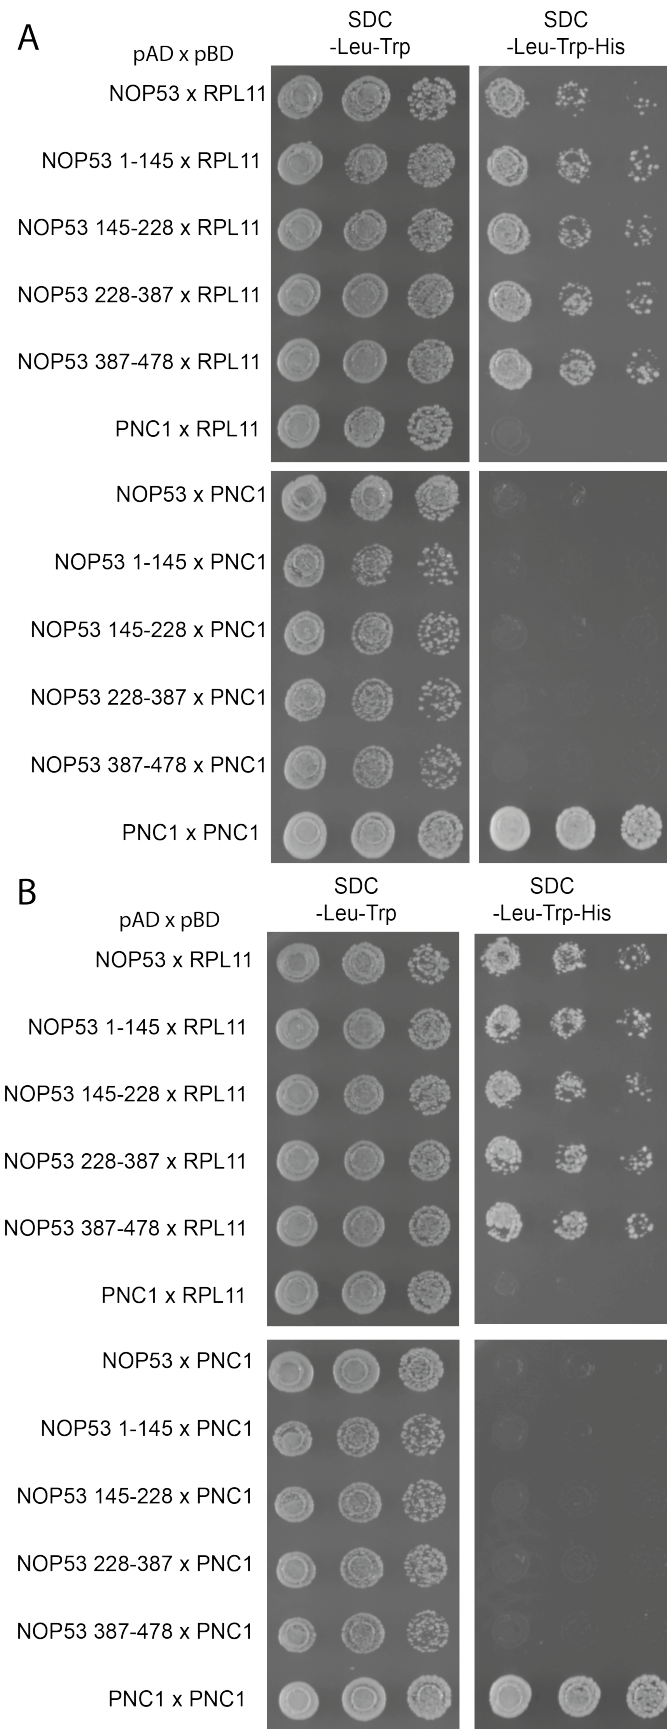 A
SDC
-Leu-Trp
SDC
-Leu-Trp-His
pAD x pBD
NOP53 x RPL11
NOP53 1-145 x RPL11
NOP53 145-228 x RPL11
NOP53 228-387 x RPL11
NOP53 387-478 x RPL11
PNC1 x RPL11
NOP53 x PNC1
NOP53 1-145 x PNC1
NOP53 145-228 x PNC1
NOP53 228-387 x PNC1
NOP53 387-478 x PNC1
PNC1 x PNC1
B
SDC
-Leu-Trp
SDC
-Leu-Trp-His
pAD x pBD
NOP53 x RPL11
NOP53 1-145 x RPL11
NOP53 145-228 x RPL11
NOP53 228-387 x RPL11
NOP53 387-478 x RPL11
PNC1 x RPL11
NOP53 x PNC1
NOP53 1-145 x PNC1
NOP53 145-228 x PNC1
NOP53 228-387 x PNC1
NOP53 387-478 x PNC1
PNC1 x PNC1